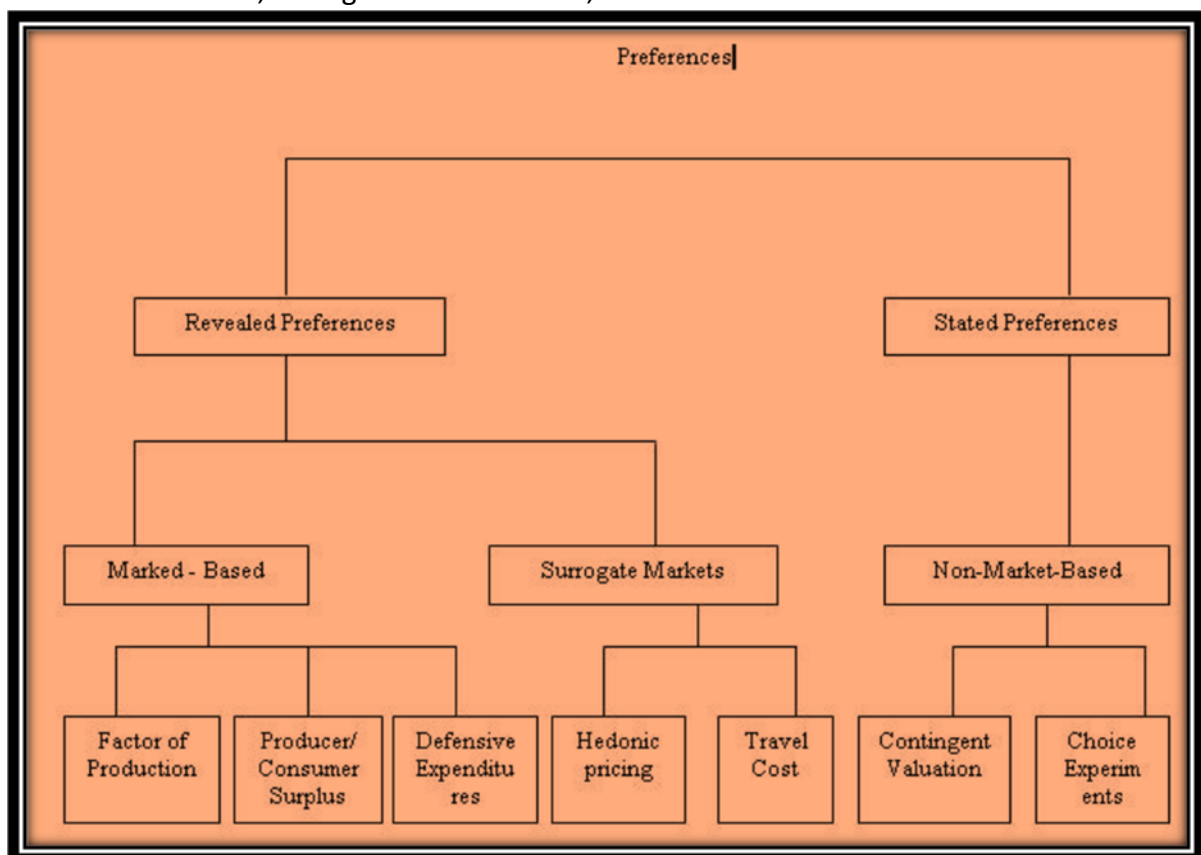 Preferences
Revealed Preferences
Stated Preferences
Marked - Based
Surrogate Markets
Non-Market-Based
Factor of
Production
Producer/
Consumer
Surplus
Defensive
Expenditu
res
Hedonic
pricing
Travel
Cost
Contingent
Valuation
Choice
Experim
ents